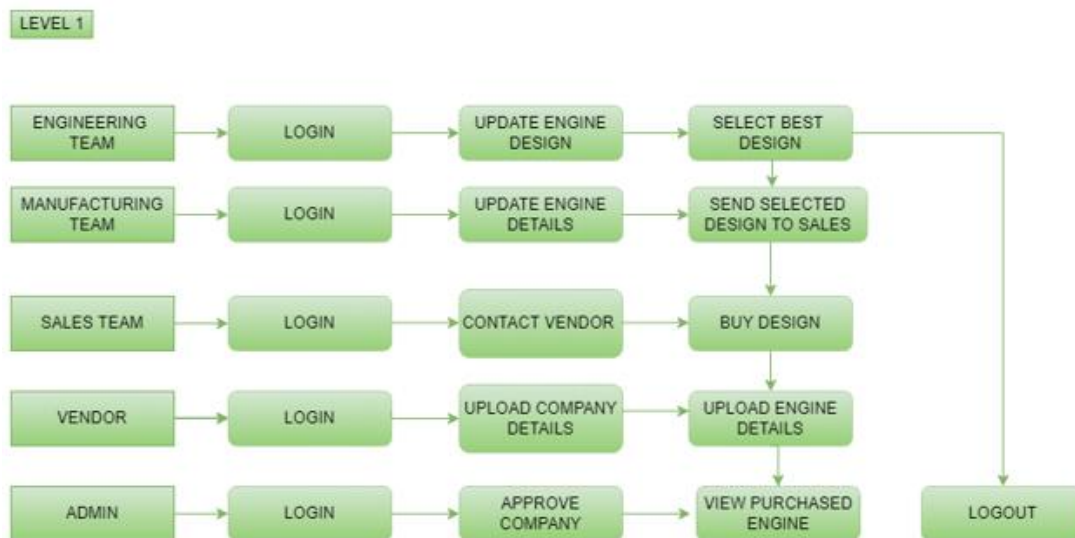 LEVEL 1
ENGINEERING
TEAM
LOGIN
UPDATE ENGINE
DESIGN
SELECT BEST
DESIGN
MANUFACTURING
TEAM
LOGIN
UPDATE ENGINE
DETAILS
SEND SELECTED
DESIGN TO SALES
SALES TEAM
LOGIN
CONTACT VENDOR
BUY DESIGN
VENDOR
LOGIN
UPLOAD COMPANY
DETAILS
UPLOAD ENGINE
DETAILS
ADMIN
LOGIN
APPROVE
COMPANY
VIEW PURCHASED
ENGINE
LOGOUT